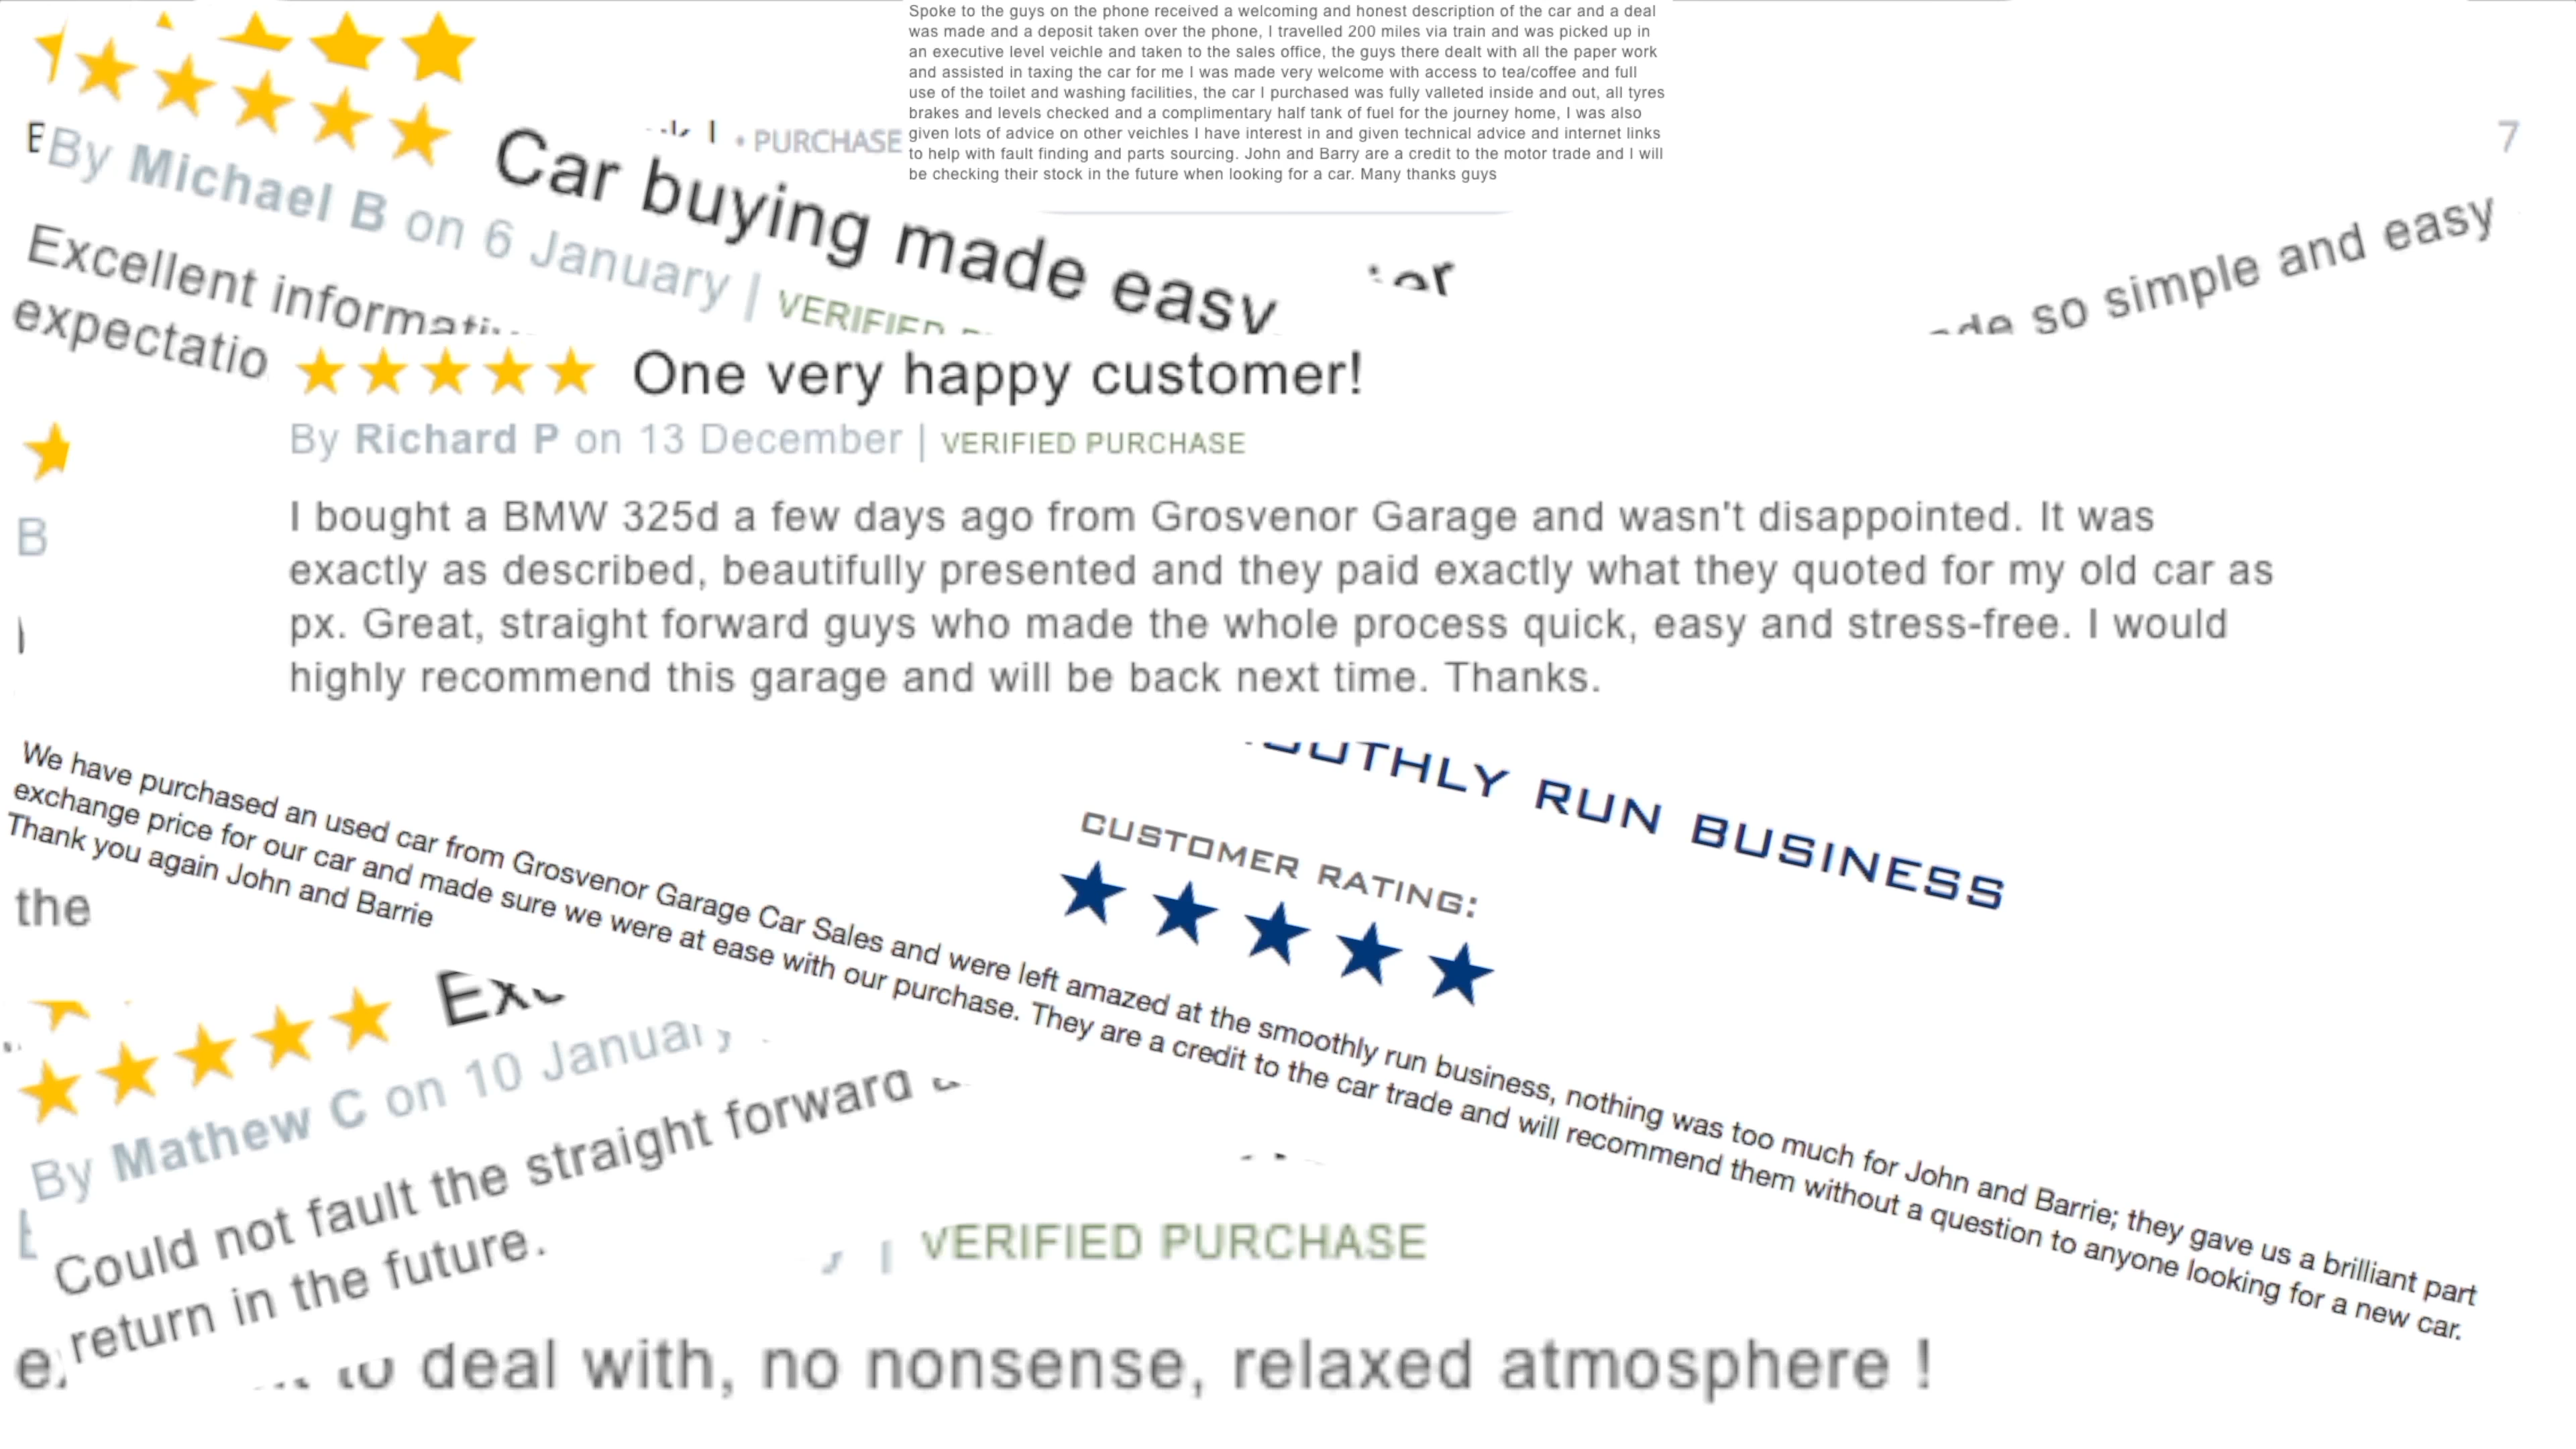 Spoke to the guys on the phone received a welcoming and honest description of the car and a deal
was made and a deposit taken over the phone, I travelled 200 miles via train and was picked up in
an executive level veichle and taken to the sales office, the guys there dealt with all the paper work
and assisted in taxing the car for me I was made very welcome with access to tea/coffee and full
use of the toilet and washing facilities, the car I purchased was fully valleted inside and out, all tyres
brakes and levels checked and a complimentary half tank of fuel for the journey home, I was also
given lots of advice on other veichles I have interest in and given technical advice and internet links
to help with fault finding and parts sourcing. John and Barry are a credit to the motor trade and I will
be checking their stock in the future when looking for a car. Many thanks guys
PURCHASE
7
Car buying made easy
By Michael B on 6 January | VERIFIED
Excellent
so simple and easy
One very happy customer!
By Richard P on 13 December | VERIFIED PURCHASE
I bought a BMW 325d a few days ago from Grosvenor Garage and wasn't disappointed. It was
exactly as described, beautifully presented and they paid exactly what they quoted for my old car as
px. Great, straight forward guys who made the whole process quick, easy and stress-free. I would
highly recommend this garage and will be back next time. Thanks.
RUN BUSINESS
CUSTOMER RATING:
We have purchased an used car from Grosvenor Garage Car Sales and were left amazed at the smoothly run business, nothing was too much for John and Barrie; they gave us a brilliant part
exchange price for our car and made sure we were at ease with our purchase. They are a credit to the car trade and will recommend them without a question to anyone looking for a new car.
Thank you again John and Barrie
the
By Mathew C on 10 January
Could not fault the straight forward
return in the future.
VERIFIED PURCHASE
to deal with, no nonsense, relaxed atmosphere !